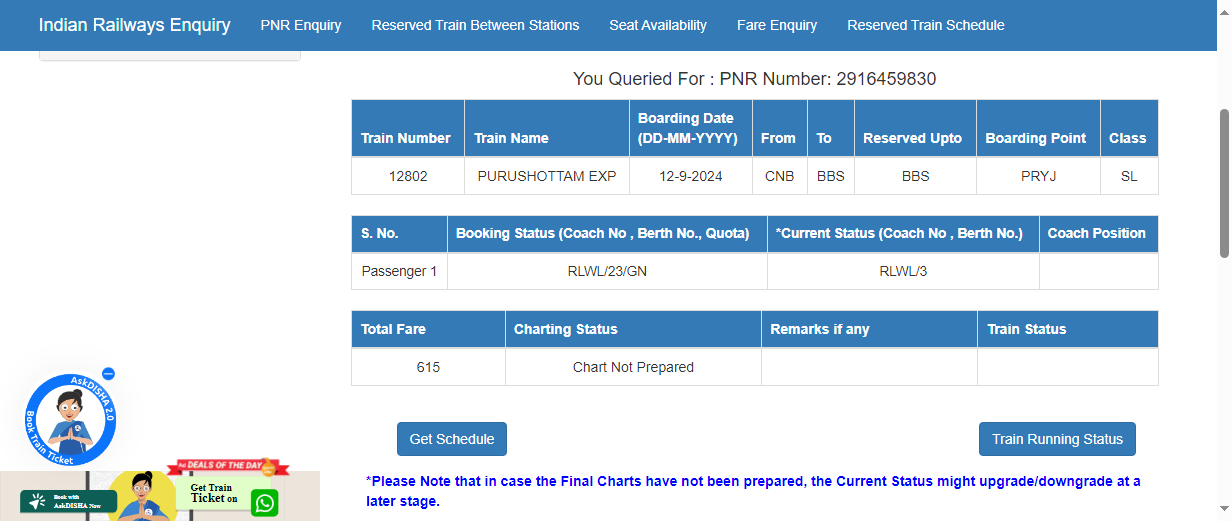 Indian Railways Enquiry PNR Enquiry Reserved Train Between Stations Seat Availability Fare Enquiry Reserved Train Schedule
You Queried For : PNR Number: 2916459830
Train Number Train Name Boarding Date (DD-MM-YYYY) From To Reserved Upto Boarding Point Class
12802 PURUSHOTTAM EXP 12-9-2024 CNB BBS BBS PRYJ SL
S. No. Booking Status (Coach No , Berth No., Quota) *Current Status (Coach No , Berth No.) Coach Position
Passenger 1 RLWL/23/GN RLWL/3
Total Fare Charting Status Remarks if any Train Status
615 Chart Not Prepared
Get Schedule Train Running Status
*Please Note that in case the Final Charts have not been prepared, the Current Status might upgrade/downgrade at a
later stage.
AskDISHA 2.0
Book Train Ticket
DEALS OF THE DAY
Book with
AskDISHA Now
Get Train
Ticket on